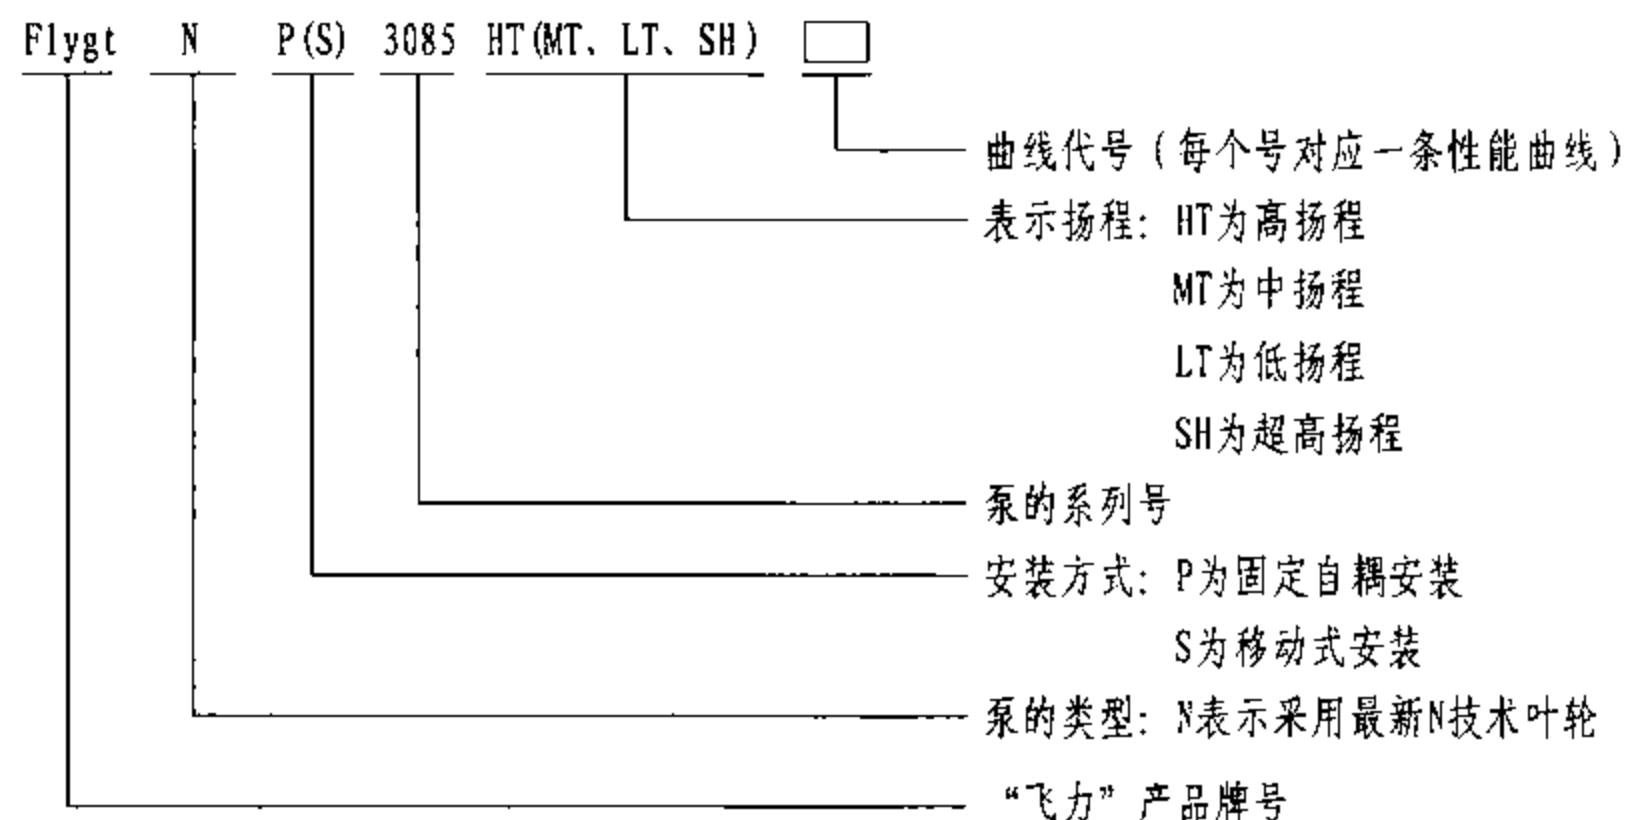 Flygt N P(S) 3085 HT(MT、LT、SH) □
曲线代号(每个号对应一条性能曲线)
表示扬程: HT为高扬程
MT为中扬程
LT为低扬程
SH为超高扬程
泵的系列号
安装方式: P为固定自耦安装
S为移动式安装
泵的类型: N表示采用最新N技术叶轮
“飞力”产品牌号